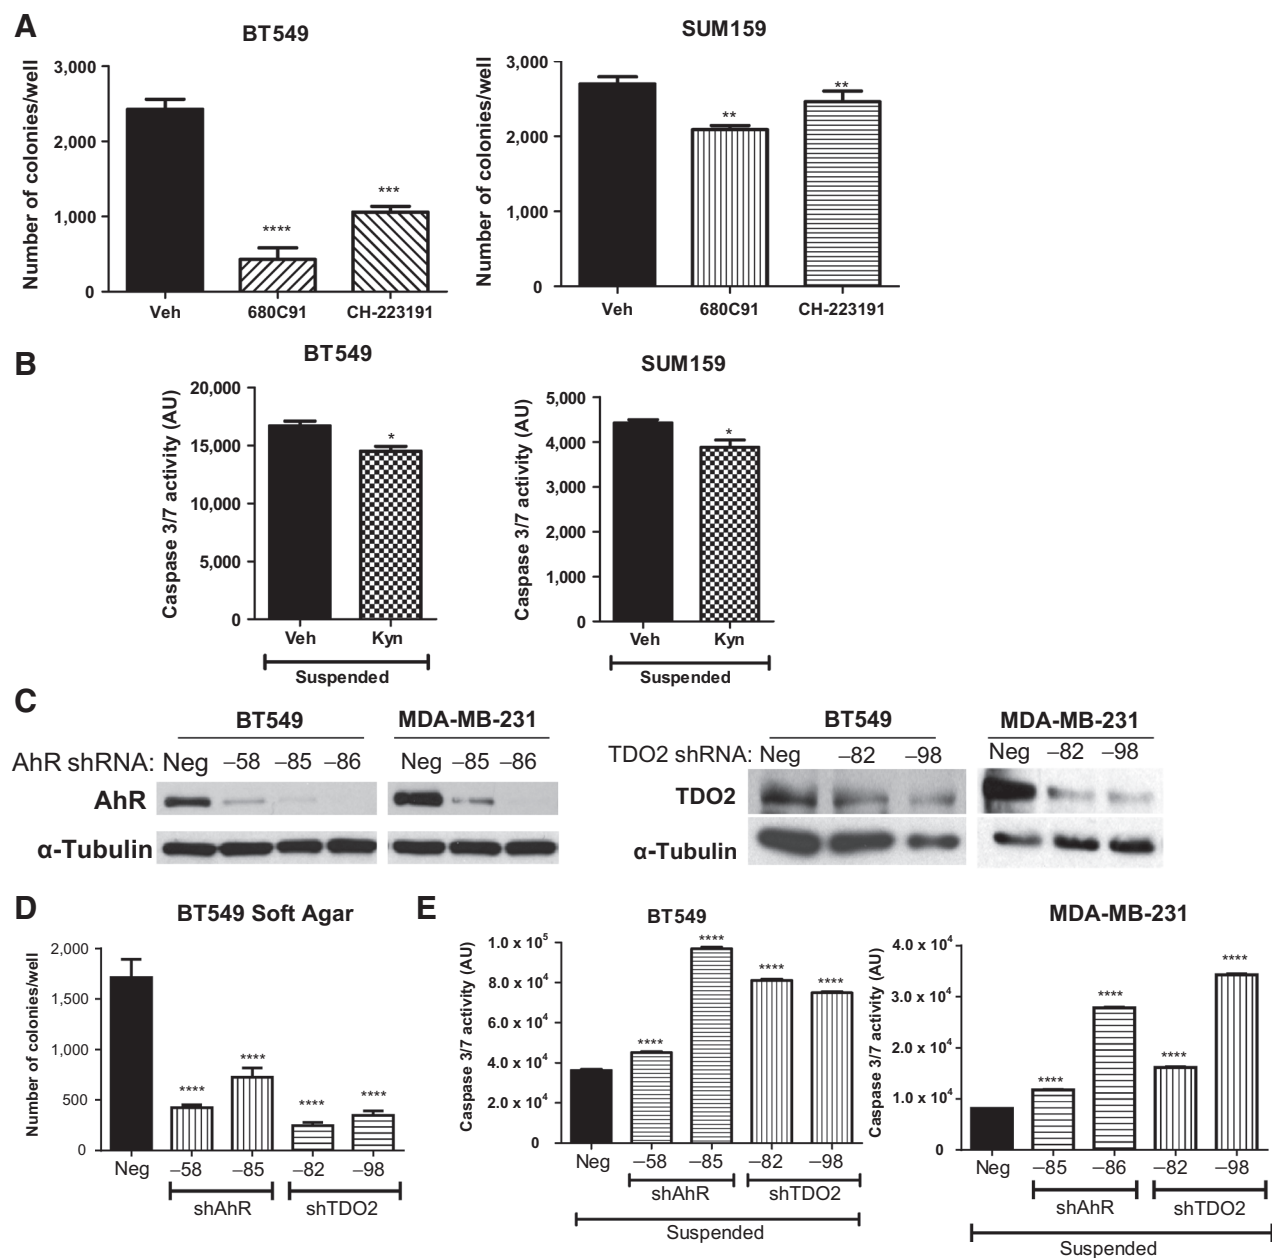 A
BT549
Number of colonies/well
3,000
2,000
1,000
0
****
***
Veh
680C91
CH-223191
SUM159
Number of colonies/well
3,000
2,000
1,000
0
**
**
Veh
680C91
CH-223191
B
BT549
Caspase 3/7 activity (AU)
20,000
15,000
10,000
5,000
0
*
Veh
Kyn
Suspended
SUM159
Caspase 3/7 activity (AU)
5,000
4,000
3,000
2,000
1,000
0
*
Veh
Kyn
Suspended
C
BT549
MDA-MB-231
AhR shRNA: Neg –58 –85 –86 Neg –85 –86
AhR
α-Tubulin
BT549
MDA-MB-231
TDO2 shRNA: Neg –82 –98 Neg –82 –98
TDO2
α-Tubulin
D
BT549 Soft Agar
Number of colonies/well
2,000
1,500
1,000
500
0
****
****
****
****
Neg –58 –85 –82 –98
shAhR shTDO2
E
BT549
Caspase 3/7 activity (AU)
1.0 x 10⁵
8.0 x 10⁴
6.0 x 10⁴
4.0 x 10⁴
2.0 x 10⁴
0
****
****
****
****
Neg –58 –85 –82 –98
shAhR shTDO2
Suspended
MDA-MB-231
Caspase 3/7 activity (AU)
4.0 x 10⁴
3.0 x 10⁴
2.0 x 10⁴
1.0 x 10⁴
0
****
****
****
****
Neg –85 –86 –82 –98
shAhR shTDO2
Suspended